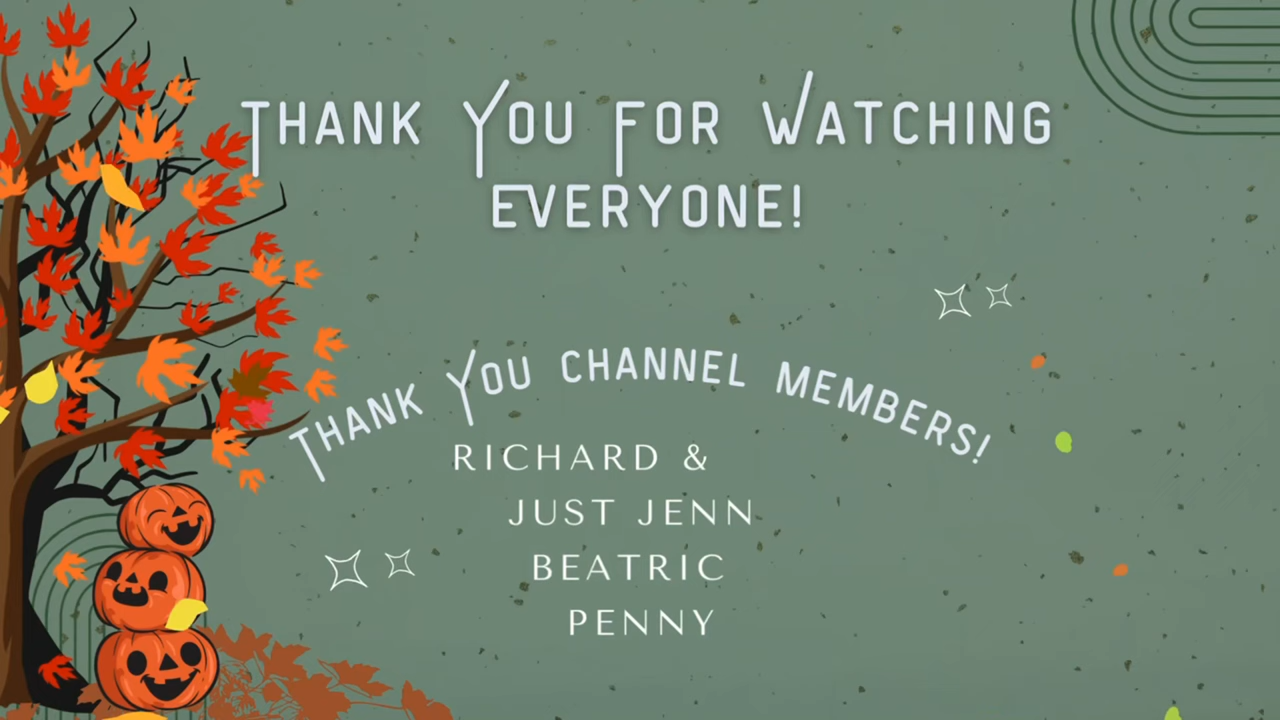 THANK YOU FOR WATCHING
EVERYONE!
THANK YOU CHANNEL MEMBERS!
RICHARD &
JUST JENN
BEATRIC
PENNY